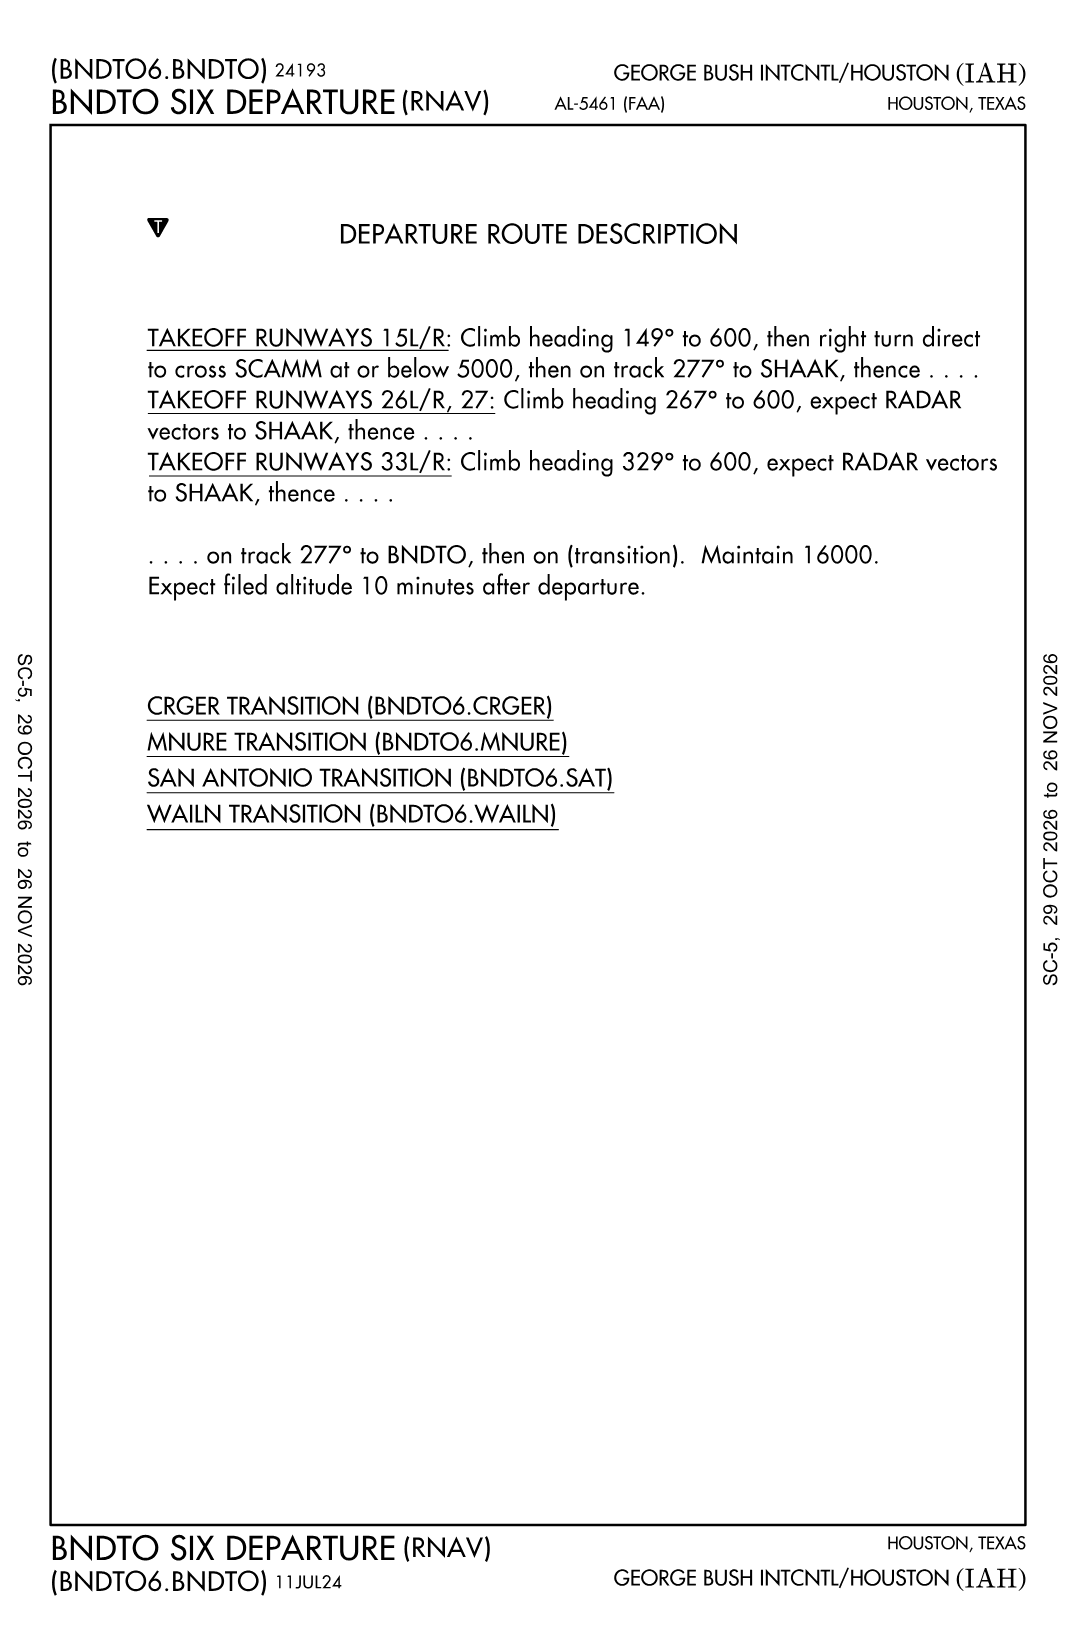 (BNDTO6.BNDTO) 24193
GEORGE BUSH INTCNTL/HOUSTON (IAH)
BNDTO SIX DEPARTURE (RNAV)
AL-5461 (FAA)
HOUSTON, TEXAS
T
DEPARTURE ROUTE DESCRIPTION
TAKEOFF RUNWAYS 15L/R: Climb heading 149° to 600, then right turn direct
to cross SCAMM at or below 5000, then on track 277° to SHAAK, thence . . . .
TAKEOFF RUNWAYS 26L/R, 27: Climb heading 267° to 600, expect RADAR
vectors to SHAAK, thence . . . .
TAKEOFF RUNWAYS 33L/R: Climb heading 329° to 600, expect RADAR vectors
to SHAAK, thence . . . .
. . . . on track 277° to BNDTO, then on (transition). Maintain 16000.
Expect filed altitude 10 minutes after departure.
CRGER TRANSITION (BNDTO6.CRGER)
MNURE TRANSITION (BNDTO6.MNURE)
SAN ANTONIO TRANSITION (BNDTO6.SAT)
WAILN TRANSITION (BNDTO6.WAILN)
SC-5, 29 OCT 2026 to 26 NOV 2026
SC-5, 29 OCT 2026 to 26 NOV 2026
BNDTO SIX DEPARTURE (RNAV)
HOUSTON, TEXAS
(BNDTO6.BNDTO) 11JUL24
GEORGE BUSH INTCNTL/HOUSTON (IAH)